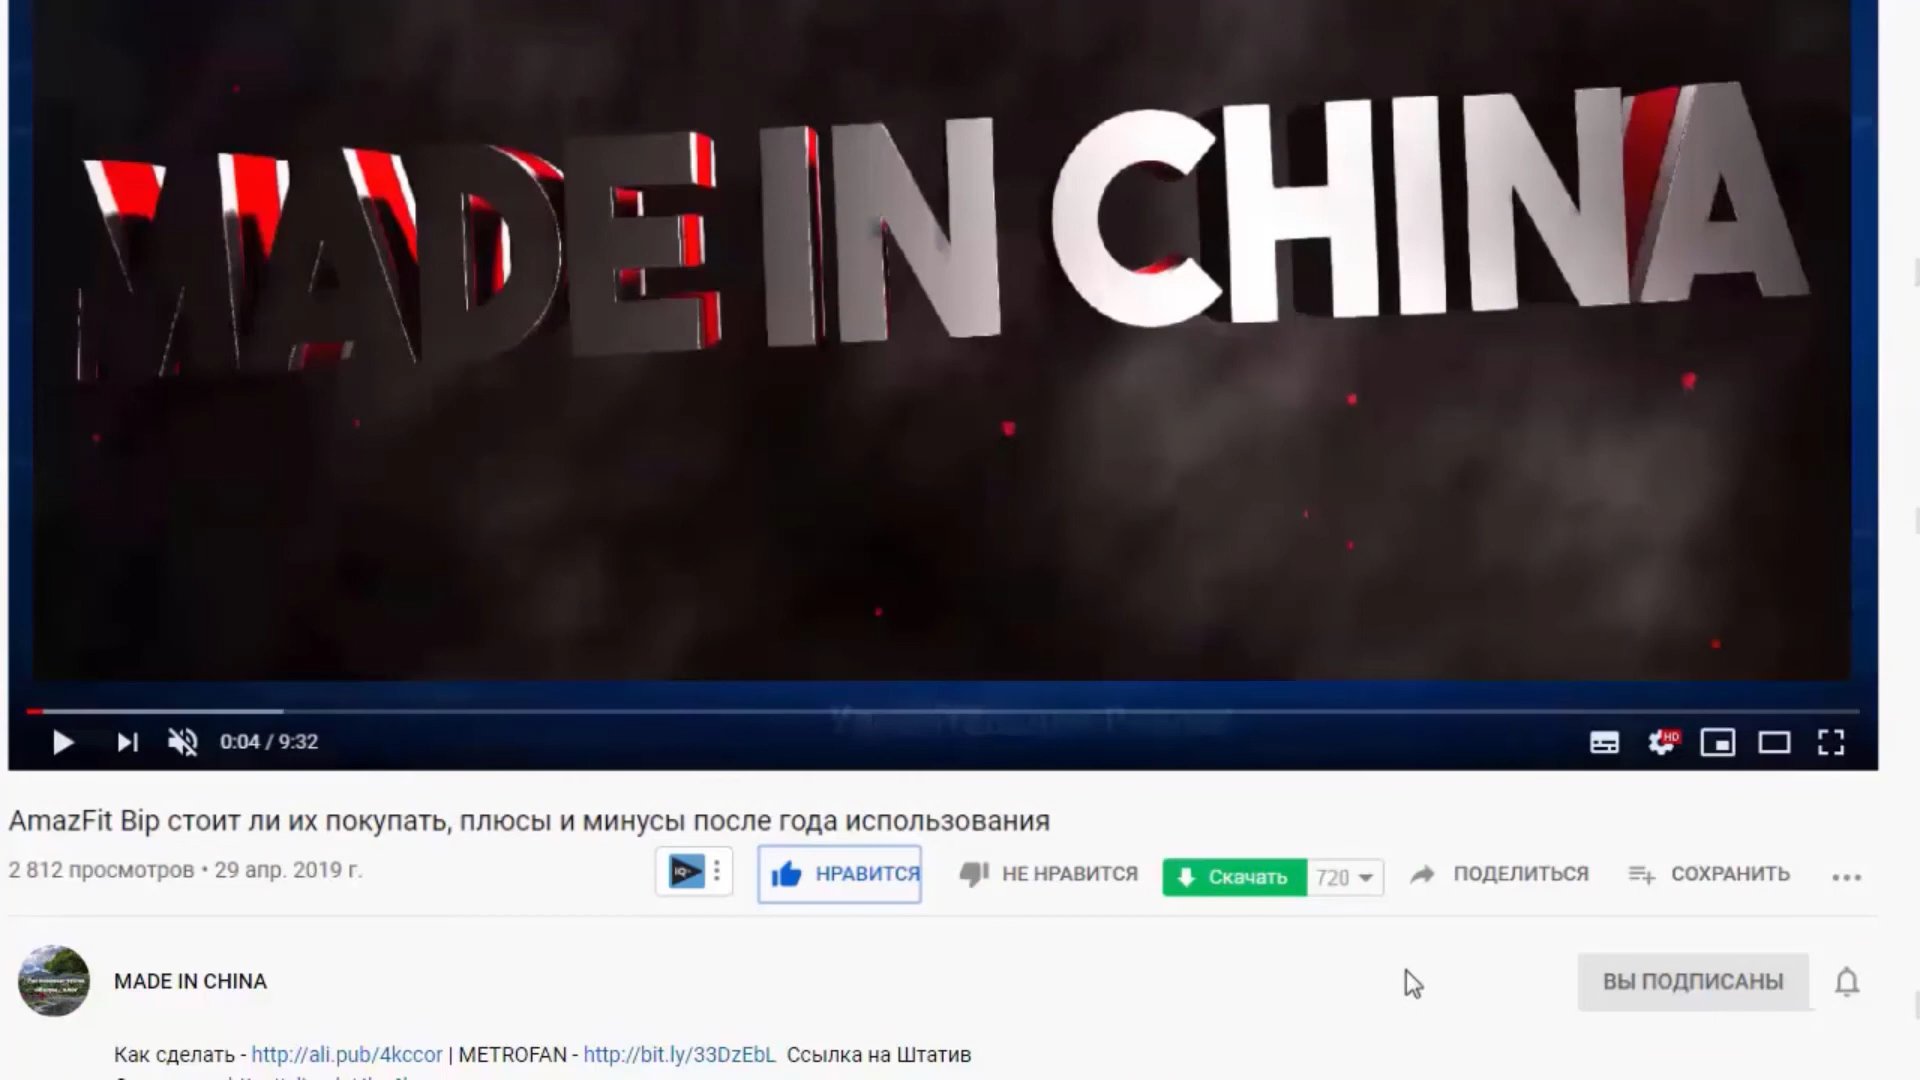 MADE IN CHINA
0:04 / 9:32
HD
AmazFit Bip стоит ли их покупать, плюсы и минусы после года использования
2 812 просмотров • 29 апр. 2019 г.
IQ
НРАВИТСЯ
НЕ НРАВИТСЯ
Скачать
720
ПОДЕЛИТЬСЯ
СОХРАНИТЬ
MADE IN CHINA
ВЫ ПОДПИСАНЫ
Как сделать - http://ali.pub/4kccor | METROFAN - http://bit.ly/33DzEbL Ссылка на Штатив